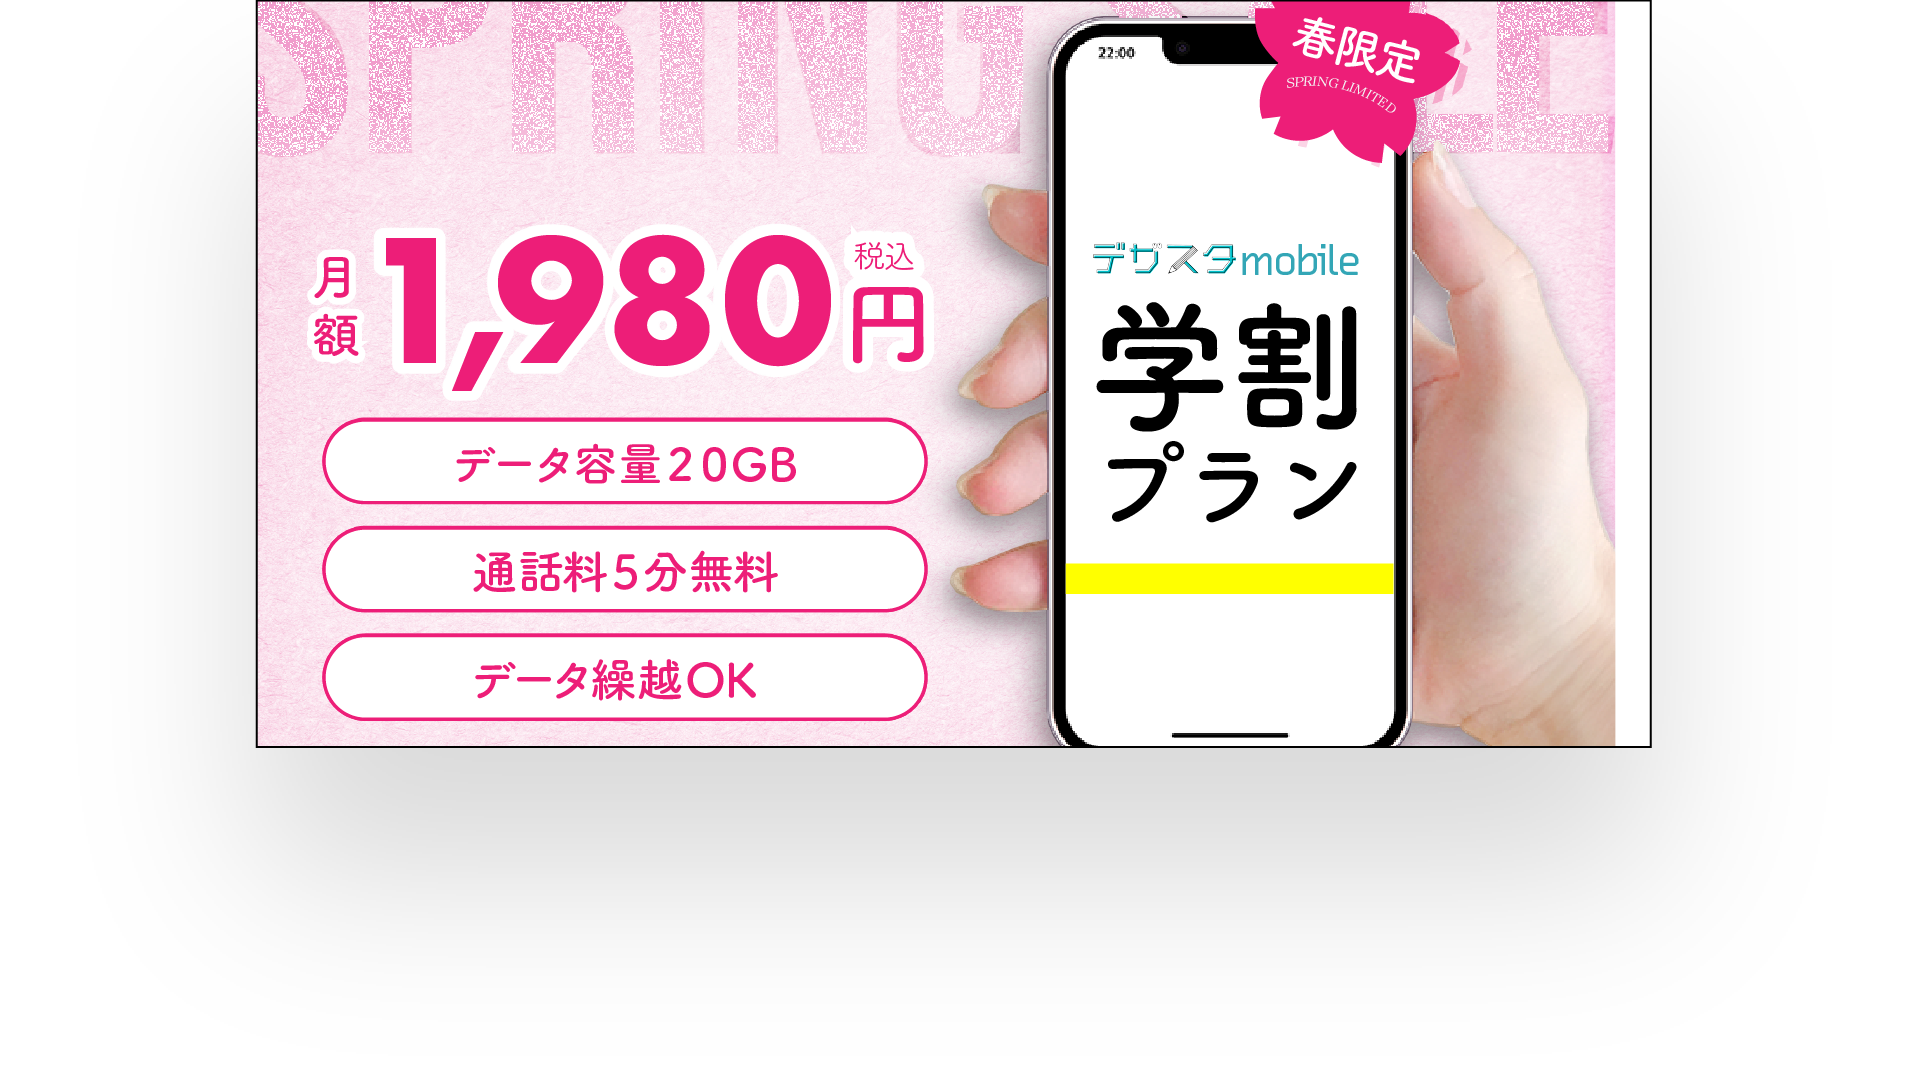 SPRING SALE
春限定
SPRING LIMITED
22:00
月額
1,980
税込
円
データ容量20GB
通話料5分無料
データ繰越OK
デザスタmobile
学割
プラン